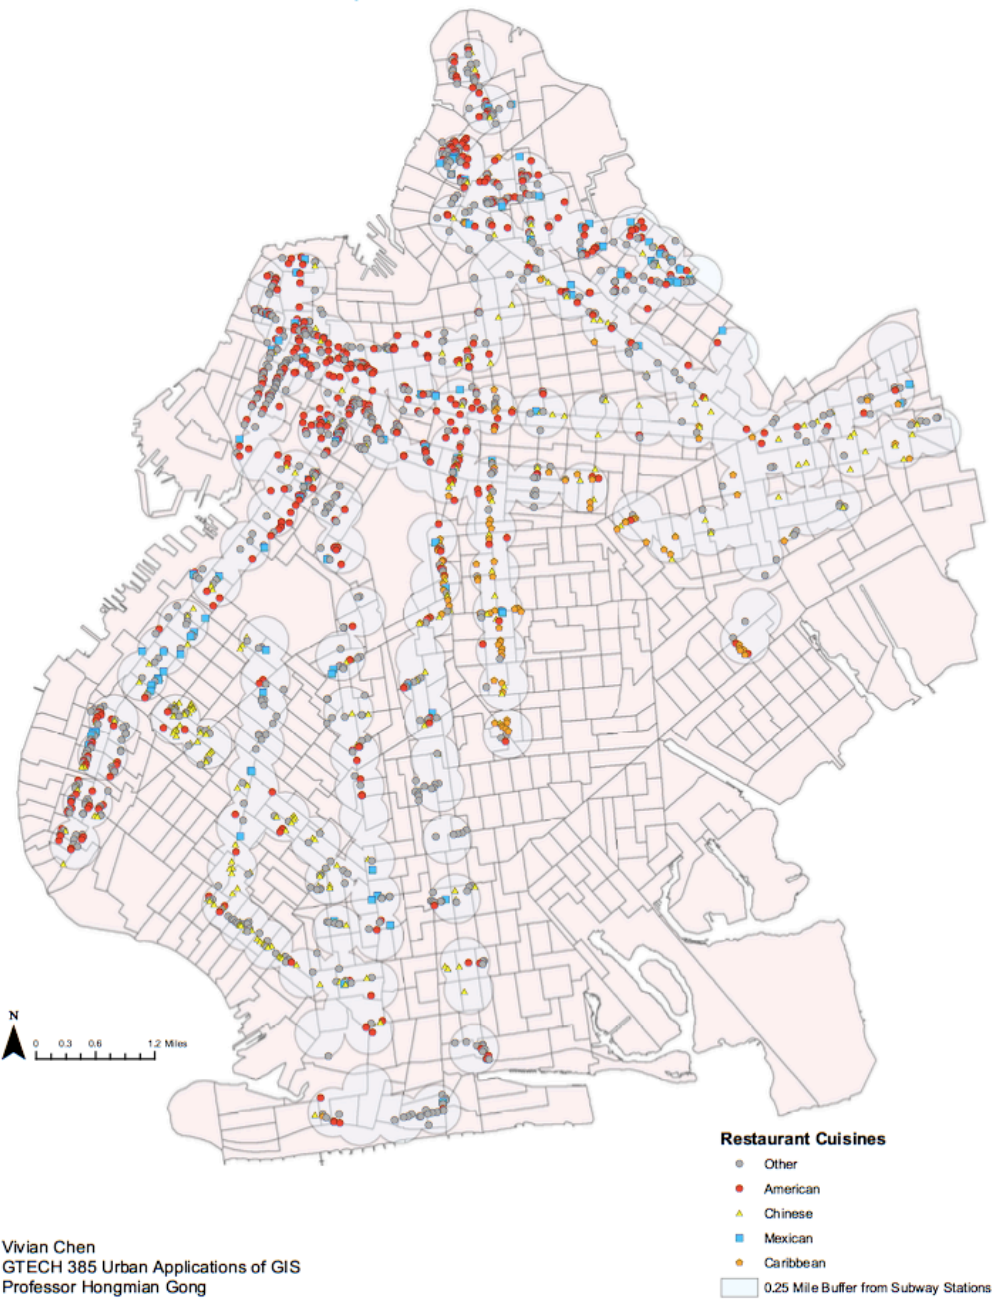 N
0 0.3 0.6 1.2 Miles
Restaurant Cuisines
Other
American
Chinese
Mexican
Caribbean
0.25 Mile Buffer from Subway Stations
Vivian Chen
GTECH 385 Urban Applications of GIS
Professor Hongmian Gong